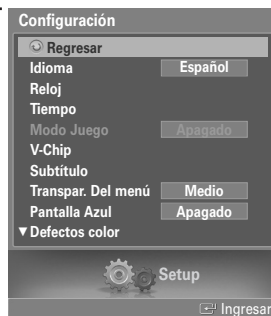 Configuración
Regresar
Idioma Español
Reloj
Tiempo
Modo Juego Apagado
V-Chip
Subtítulo
Transpar. Del menú Medio
Pantalla Azul Apagado
▼Defectos color
Setup
Ingresar